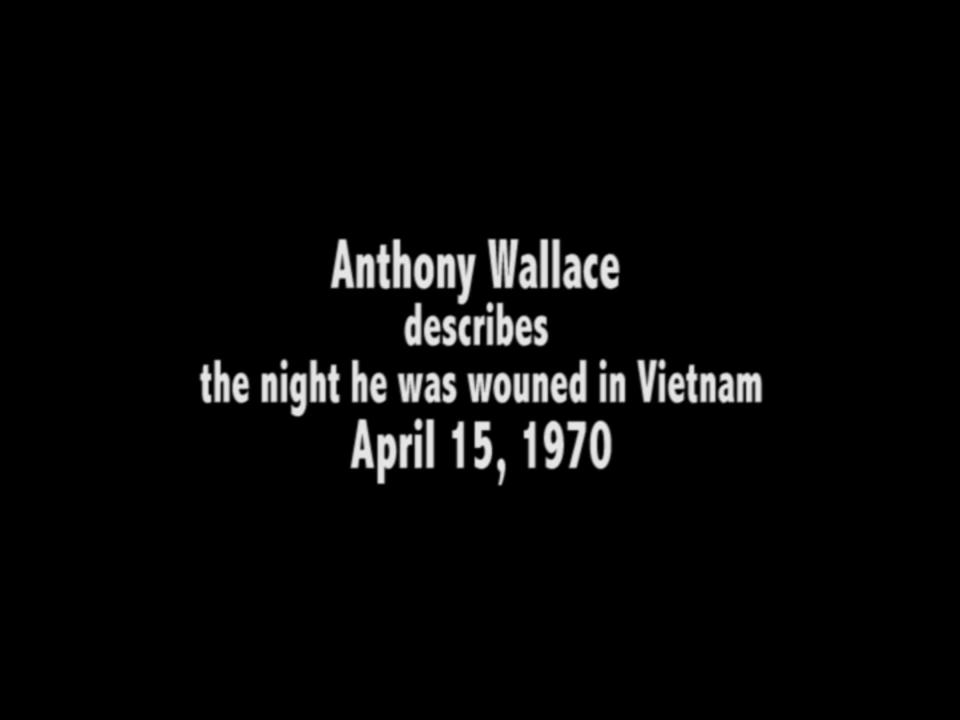 Anthony Wallace
describes
the night he was wouned in Vietnam
April 15, 1970